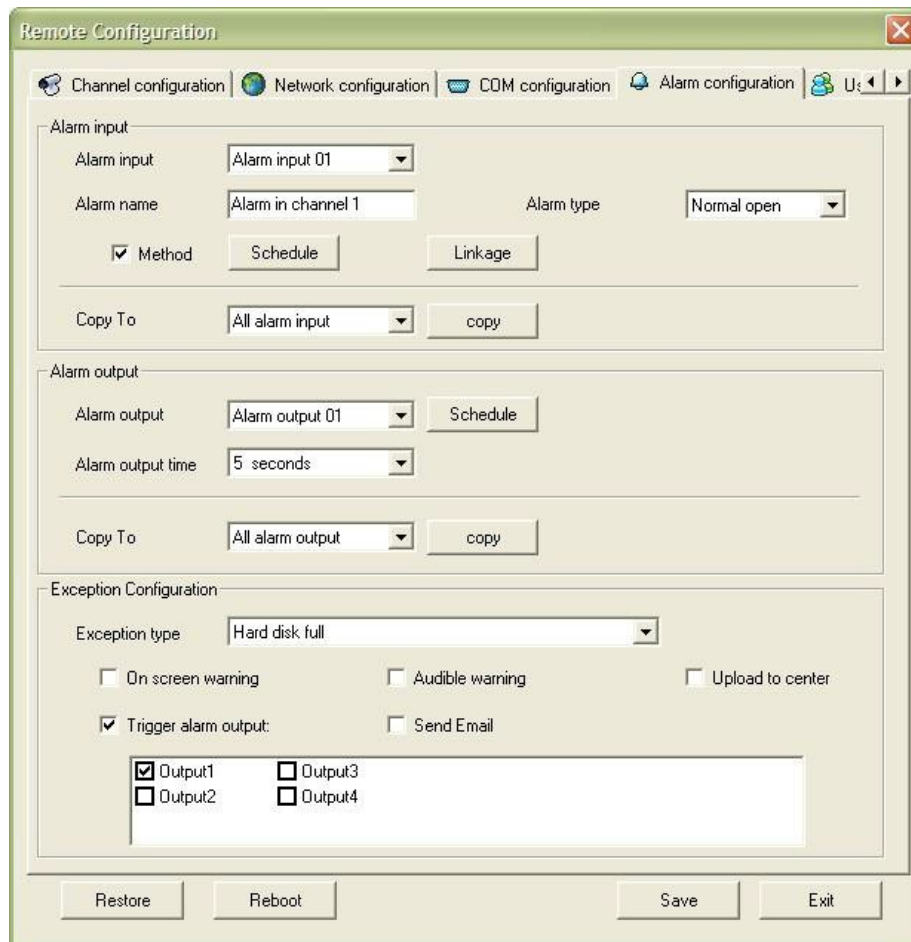 Remote Configuration
Channel configuration Network configuration COM configuration Alarm configuration
Alarm input
Alarm input Alarm input 01
Alarm name Alarm in channel 1 Alarm type Normal open
Method Schedule Linkage
Copy To All alarm input copy
Alarm output
Alarm output Alarm output 01 Schedule
Alarm output time 5 seconds
Copy To All alarm output copy
Exception Configuration
Exception type Hard disk full
On screen warning Audible warning Upload to center
Trigger alarm output: Send Email
Output1 Output3
Output2 Output4
Restore Reboot Save Exit